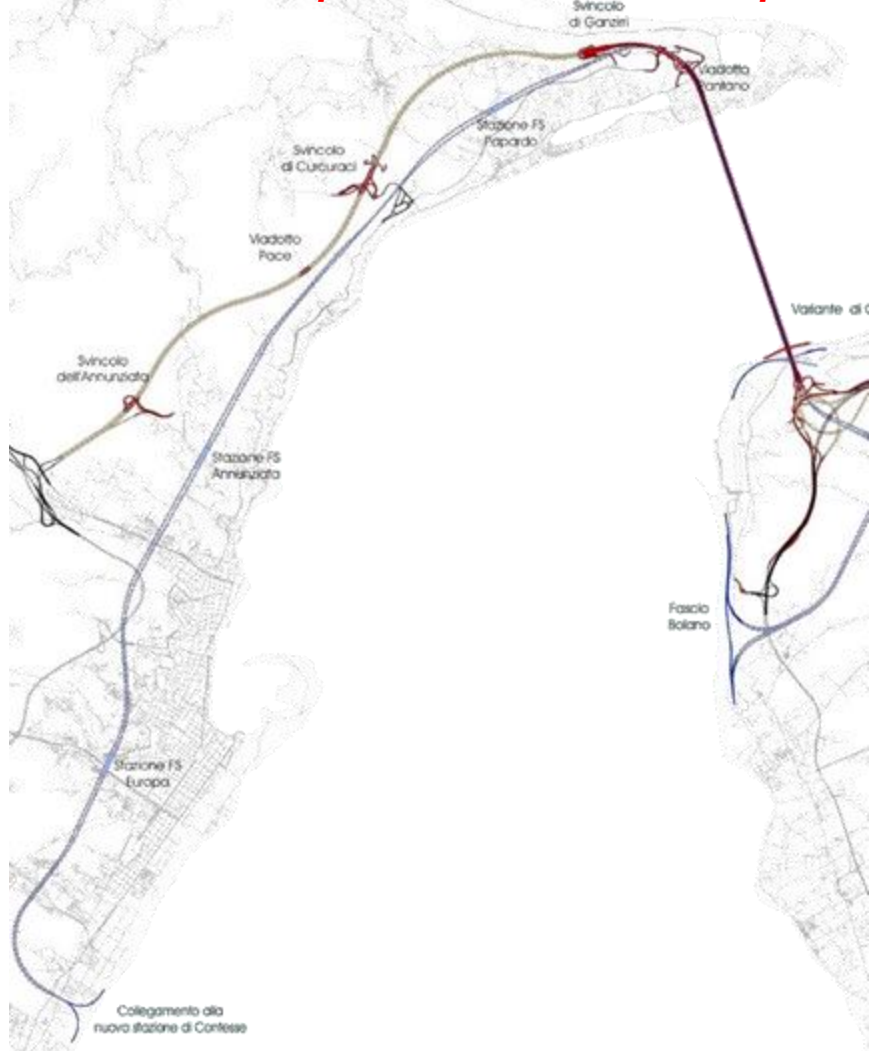 Svincolo
di Ganzirri
Viadotto
Pantano
Stazione FS
Papardo
Svincolo
di Curcuraci
Viadotto
Pace
Variante di
Svincolo
dell'Annunziata
Stazione FS
Annunziata
Fascio
Bolano
Stazione FS
Europa
Collegamento alla
nuova stazione di Contesse